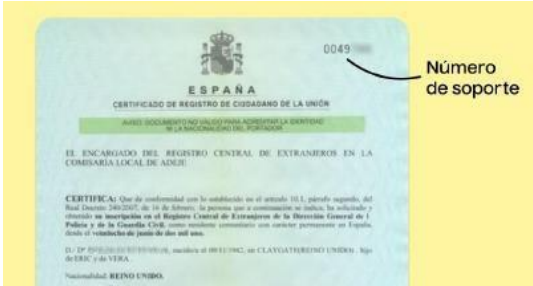 0049
Número
de soporte
ESPAÑA
CERTIFICADO DE REGISTRO DE CIUDADANO DE LA UNIÓN
AVISO: DOCUMENTO NO VALIDO PARA ACREDITAR LA IDENTIDAD
NI LA NACIONALIDAD DEL PORTADOR
EL ENCARGADO DEL REGISTRO CENTRAL DE EXTRANJEROS EN LA
COMISARIA LOCAL DE ADEJE
CERTIFICA: Que de conformidad con lo establecido en el artículo 10.1, párrafo segundo, del
Real Decreto 240/2007, de 16 de febrero, la persona que a continuación se indica, ha solicitado y
obtenido su inscripción en el Registro Central de Extranjeros de la Dirección General de l
Policía y de la Guardia Civil, como residente comunitario con carácter permanente en España,
desde el veintiocho de junio de dos mil uno.
D./ Dª nacido/a el 1962, en CLAYGATE(REINO UNIDO) , hijo
de ERIC y de VERA
Nacionalidad: REINO UNIDO.